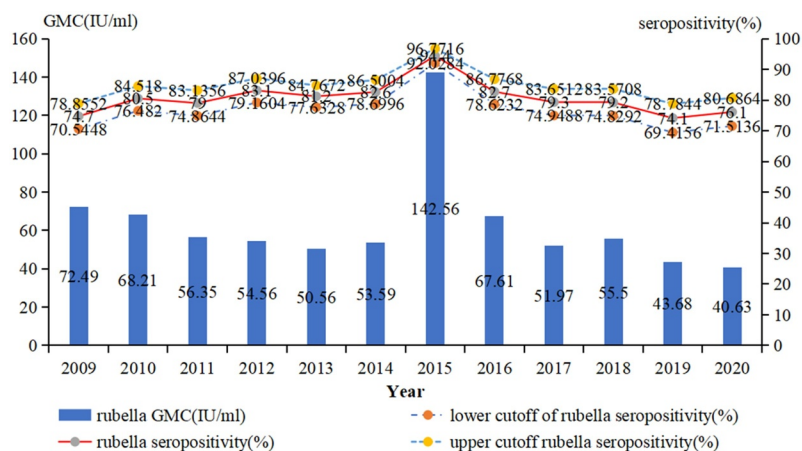 GMC(IU/ml) seropositivity(%)
160 100
140 90
120 80
100 70
80 60
60 50
40 40
20 30
0 20
10
0
78.8552 84.518 83.1356 87.0396 84.7672 86.5004 96.7716 86.7768 83.6512 83.5708 78.7844 80.6864
74.7 80.5 79 83.1 81.2 82.6 94.4 82.7 79.3 79.2 74.1 76.1
70.5448 76.482 74.8644 79.1604 77.6328 78.6996 92.0284 78.6232 74.9488 74.8292 69.4156 71.5136
72.49 68.21 56.35 54.56 50.56 53.59 142.56 67.61 51.97 55.5 43.68 40.63
2009 2010 2011 2012 2013 2014 2015 2016 2017 2018 2019 2020
Year
rubella GMC(IU/ml) lower cutoff of rubella seropositivity(%)
rubella seropositivity(%) upper cutoff rubella seropositivity(%)